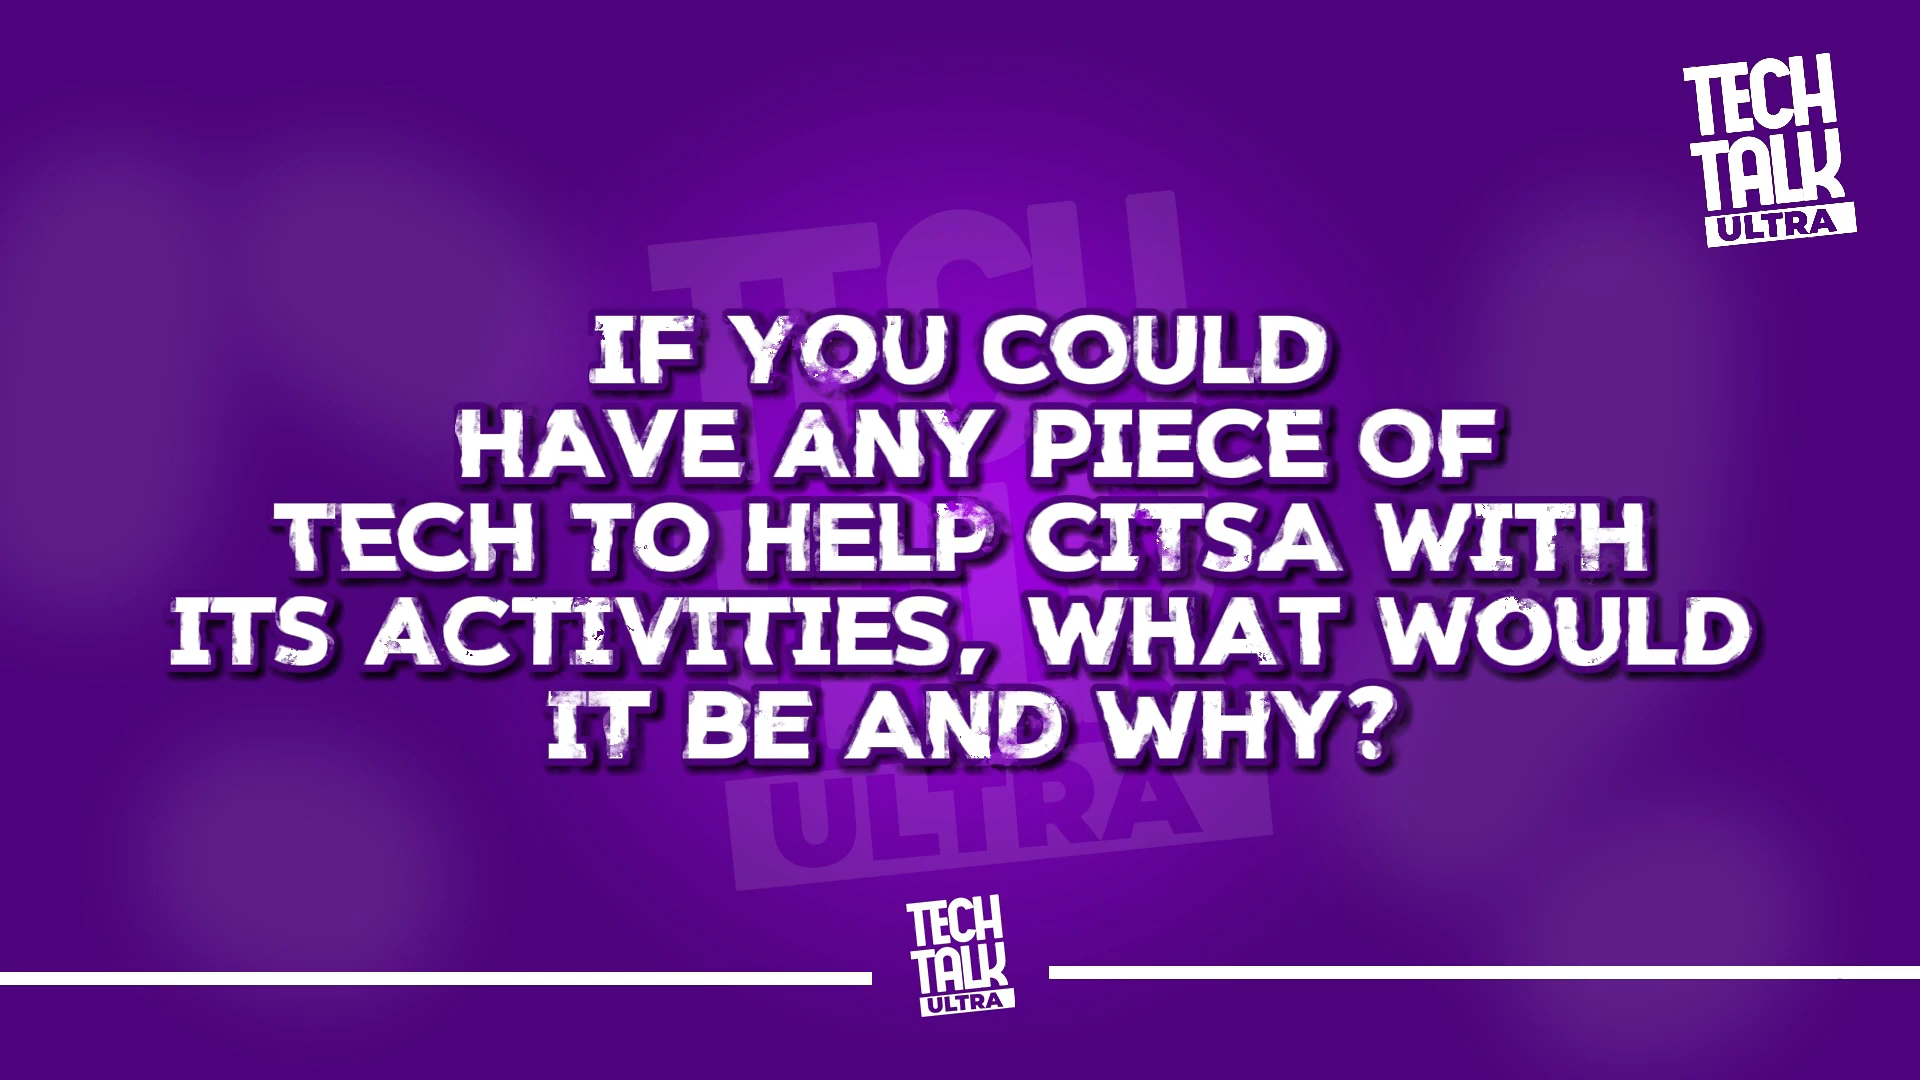 TECH
TALK
ULTRA
IF YOU COULD
HAVE ANY PIECE OF
TECH TO HELP CITSA WITH
ITS ACTIVITIES, WHAT WOULD
IT BE AND WHY?
ULTRA
TECH
TALK
ULTRA